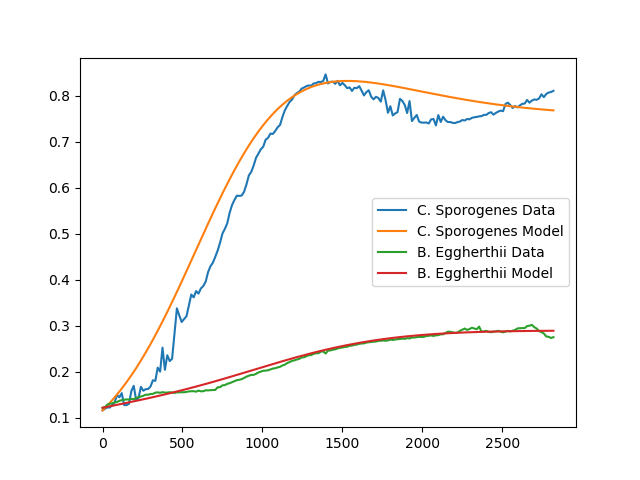 0.8
0.7
0.6
0.5
0.4
0.3
0.2
0.1
C. Sporogenes Data
C. Sporogenes Model
B. Eggherthii Data
B. Eggherthii Model
0 500 1000 1500 2000 2500